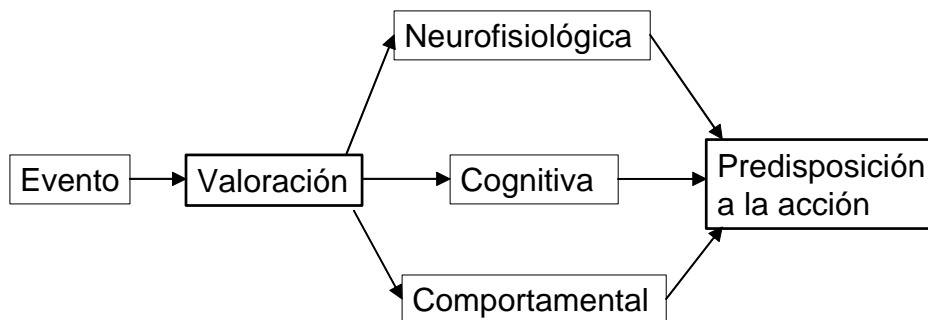 Neurofisiológica
Evento
Valoración
Cognitiva
Predisposición
a la acción
Comportamental